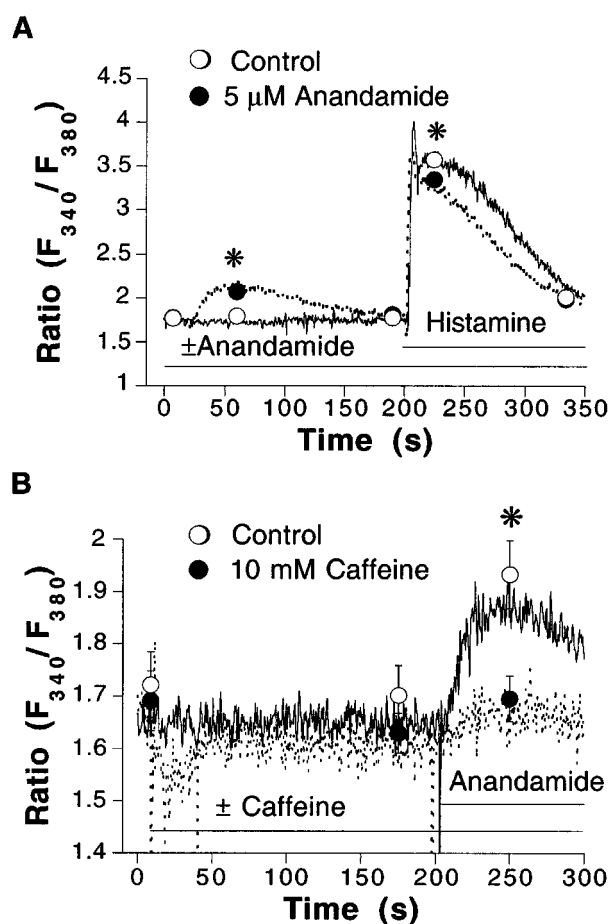 A
Control
5 μM Anandamide
Ratio (F340/F380)
4.5
4
3.5
3
2.5
2
1.5
1
*
*
Histamine
±Anandamide
0 50 100 150 200 250 300 350
Time (s)
B
Control
10 mM Caffeine
Ratio (F340/F380)
2
1.9
1.8
1.7
1.6
1.5
1.4
*
Anandamide
± Caffeine
0 50 100 150 200 250 300
Time (s)